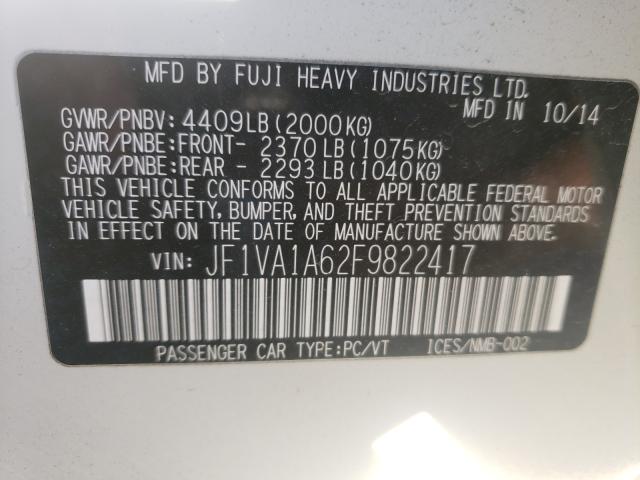 MFD BY FUJI HEAVY INDUSTRIES LTD.
MFD IN 10/14
GVWR/PNBV: 4409LB (2000KG)
GAWR/PNBE:FRONT- 2370 LB (1075KG)
GAWR/PNBE:REAR - 2293 LB (1040KG)
THIS VEHICLE CONFORMS TO ALL APPLICABLE FEDERAL MOTOR
VEHICLE SAFETY, BUMPER, AND THEFT PREVENTION STANDARDS
IN EFFECT ON THE DATE OF MANUFACTURE SHOWN ABOVE.
VIN: JF1VA1A62F9822417
PASSENGER CAR TYPE:PC/VT ICES/NMB-002